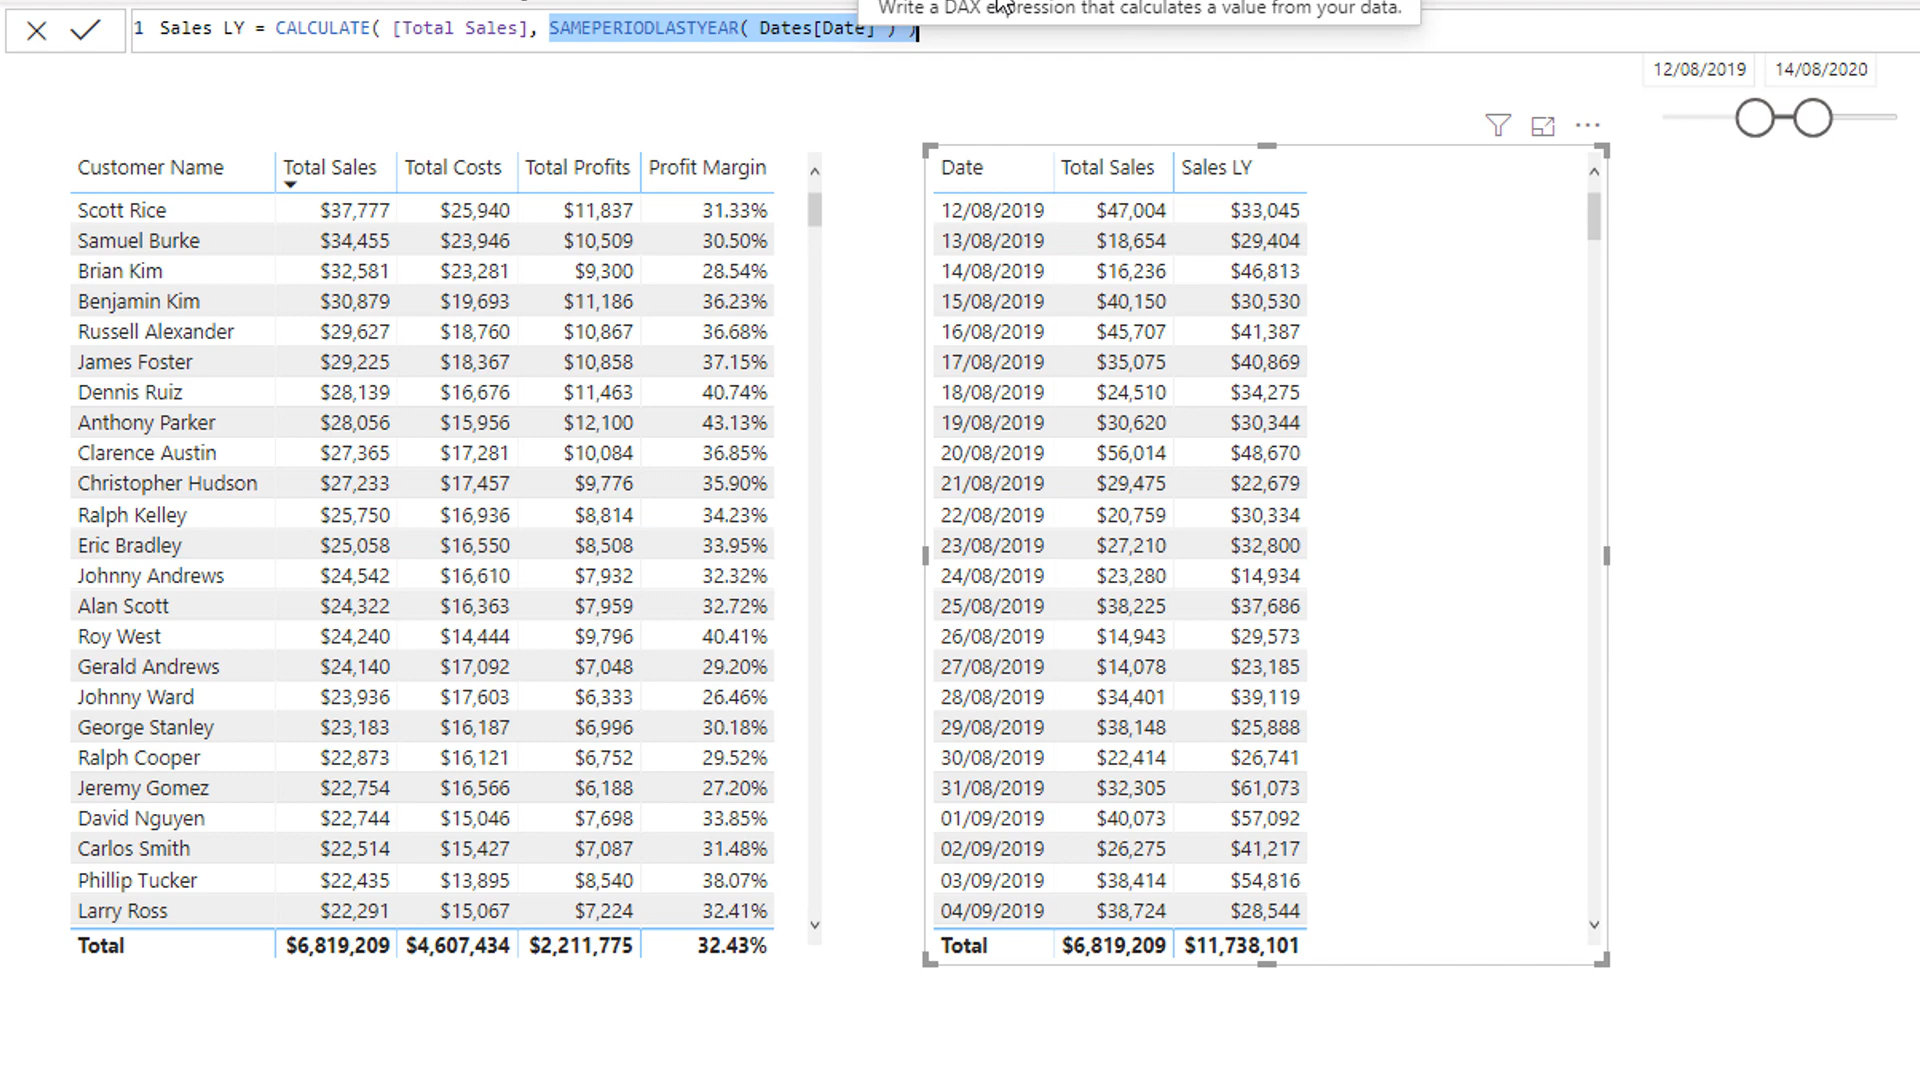 Write a DAX expression that calculates a value from your data.
1 Sales LY = CALCULATE( [Total Sales], SAMEPERIODLASTYEAR( Dates[Date] ) )
12/08/2019 14/08/2020
Customer Name Total Sales Total Costs Total Profits Profit Margin
Scott Rice $37,777 $25,940 $11,837 31.33%
Samuel Burke $34,455 $23,946 $10,509 30.50%
Brian Kim $32,581 $23,281 $9,300 28.54%
Benjamin Kim $30,879 $19,693 $11,186 36.23%
Russell Alexander $29,627 $18,760 $10,867 36.68%
James Foster $29,225 $18,367 $10,858 37.15%
Dennis Ruiz $28,139 $16,676 $11,463 40.74%
Anthony Parker $28,056 $15,956 $12,100 43.13%
Clarence Austin $27,365 $17,281 $10,084 36.85%
Christopher Hudson $27,233 $17,457 $9,776 35.90%
Ralph Kelley $25,750 $16,936 $8,814 34.23%
Eric Bradley $25,058 $16,550 $8,508 33.95%
Johnny Andrews $24,542 $16,610 $7,932 32.32%
Alan Scott $24,322 $16,363 $7,959 32.72%
Roy West $24,240 $14,444 $9,796 40.41%
Gerald Andrews $24,140 $17,092 $7,048 29.20%
Johnny Ward $23,936 $17,603 $6,333 26.46%
George Stanley $23,183 $16,187 $6,996 30.18%
Ralph Cooper $22,873 $16,121 $6,752 29.52%
Jeremy Gomez $22,754 $16,566 $6,188 27.20%
David Nguyen $22,744 $15,046 $7,698 33.85%
Carlos Smith $22,514 $15,427 $7,087 31.48%
Phillip Tucker $22,435 $13,895 $8,540 38.07%
Larry Ross $22,291 $15,067 $7,224 32.41%
Total $6,819,209 $4,607,434 $2,211,775 32.43%
Date Total Sales Sales LY
12/08/2019 $47,004 $33,045
13/08/2019 $18,654 $29,404
14/08/2019 $16,236 $46,813
15/08/2019 $40,150 $30,530
16/08/2019 $45,707 $41,387
17/08/2019 $35,075 $40,869
18/08/2019 $24,510 $34,275
19/08/2019 $30,620 $30,344
20/08/2019 $56,014 $48,670
21/08/2019 $29,475 $22,679
22/08/2019 $20,759 $30,334
23/08/2019 $27,210 $32,800
24/08/2019 $23,280 $14,934
25/08/2019 $38,225 $37,686
26/08/2019 $14,943 $29,573
27/08/2019 $14,078 $23,185
28/08/2019 $34,401 $39,119
29/08/2019 $38,148 $25,888
30/08/2019 $22,414 $26,741
31/08/2019 $32,305 $61,073
01/09/2019 $40,073 $57,092
02/09/2019 $26,275 $41,217
03/09/2019 $38,414 $54,816
04/09/2019 $38,724 $28,544
Total $6,819,209 $11,738,101